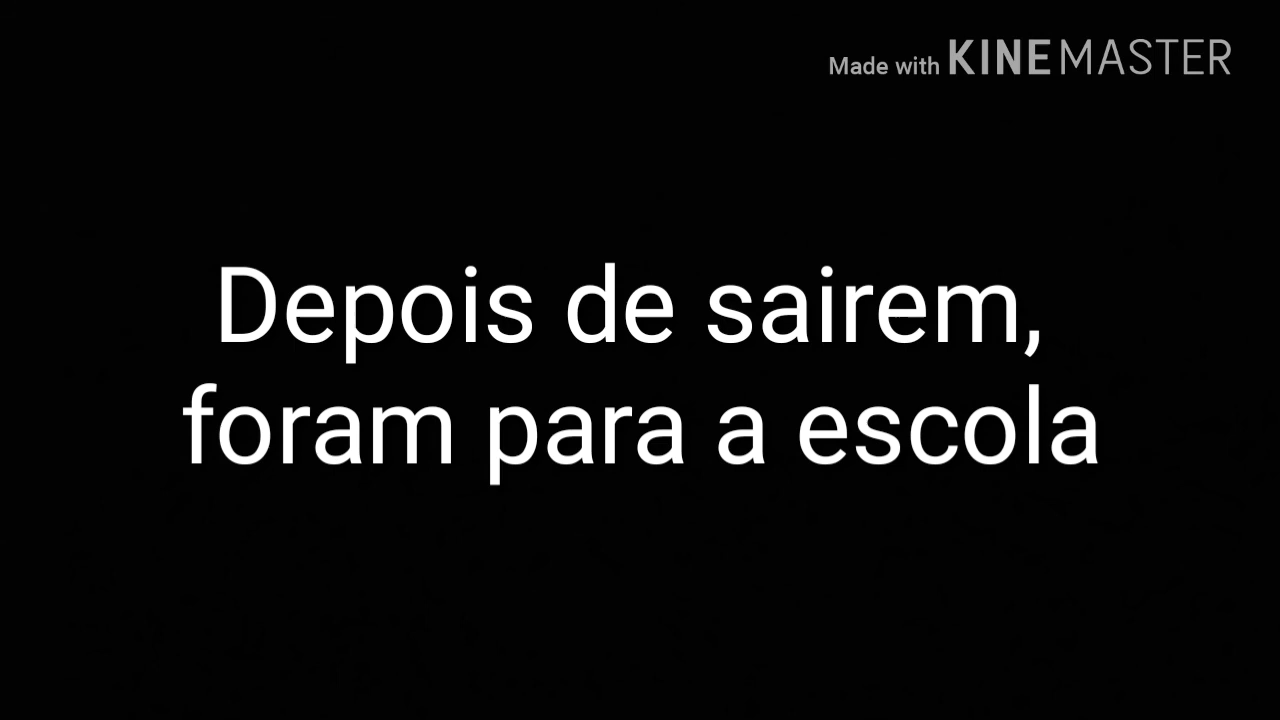 Made with KINEMASTER
Depois de sairem,
foram para a escola